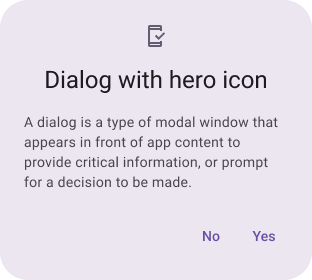 Dialog with hero icon
A dialog is a type of modal window that
appears in front of app content to
provide critical information, or prompt
for a decision to be made.
No Yes